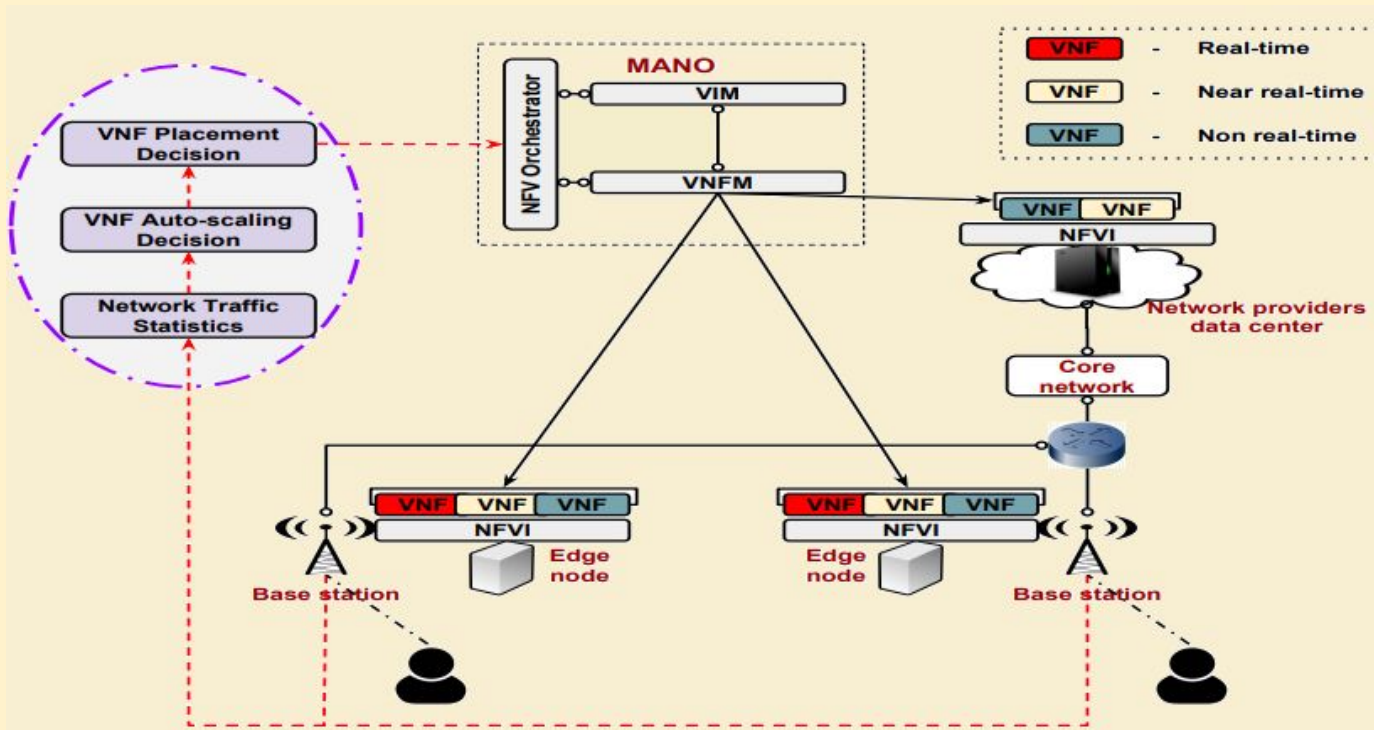 MANO
NFV Orchestrator
VIM
VNFM
VNF - Real-time
VNF - Near real-time
VNF - Non real-time
VNF Placement
Decision
VNF Auto-scaling
Decision
Network Traffic
Statistics
VNF VNF
NFVI
Network providers
data center
Core
network
VNF VNF VNF
NFVI
Edge
node
Base station
VNF VNF VNF
NFVI
Edge
node
Base station